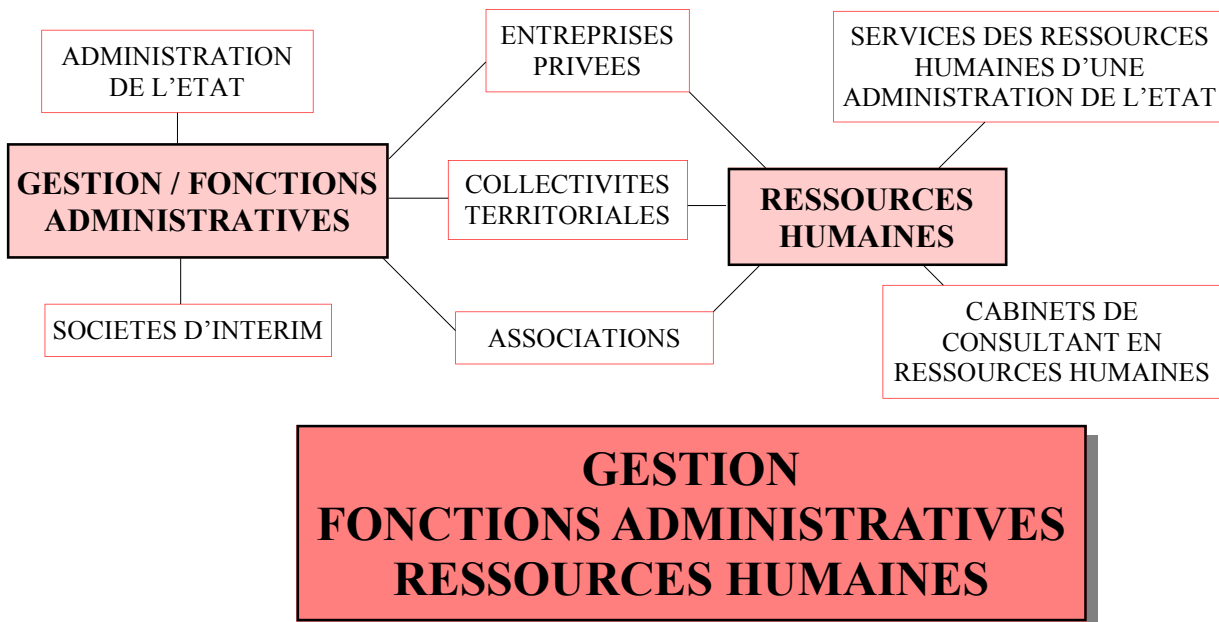 ADMINISTRATION
DE L'ETAT
ENTREPRISES
PRIVEES
SERVICES DES RESSOURCES
HUMAINES D'UNE
ADMINISTRATION DE L'ETAT
GESTION / FONCTIONS
ADMINISTRATIVES
COLLECTIVITES
TERRITORIALES
RESSOURCES
HUMAINES
SOCIETES D'INTERIM
ASSOCIATIONS
CABINETS DE
CONSULTANT EN
RESSOURCES HUMAINES
GESTION
FONCTIONS ADMINISTRATIVES
RESSOURCES HUMAINES